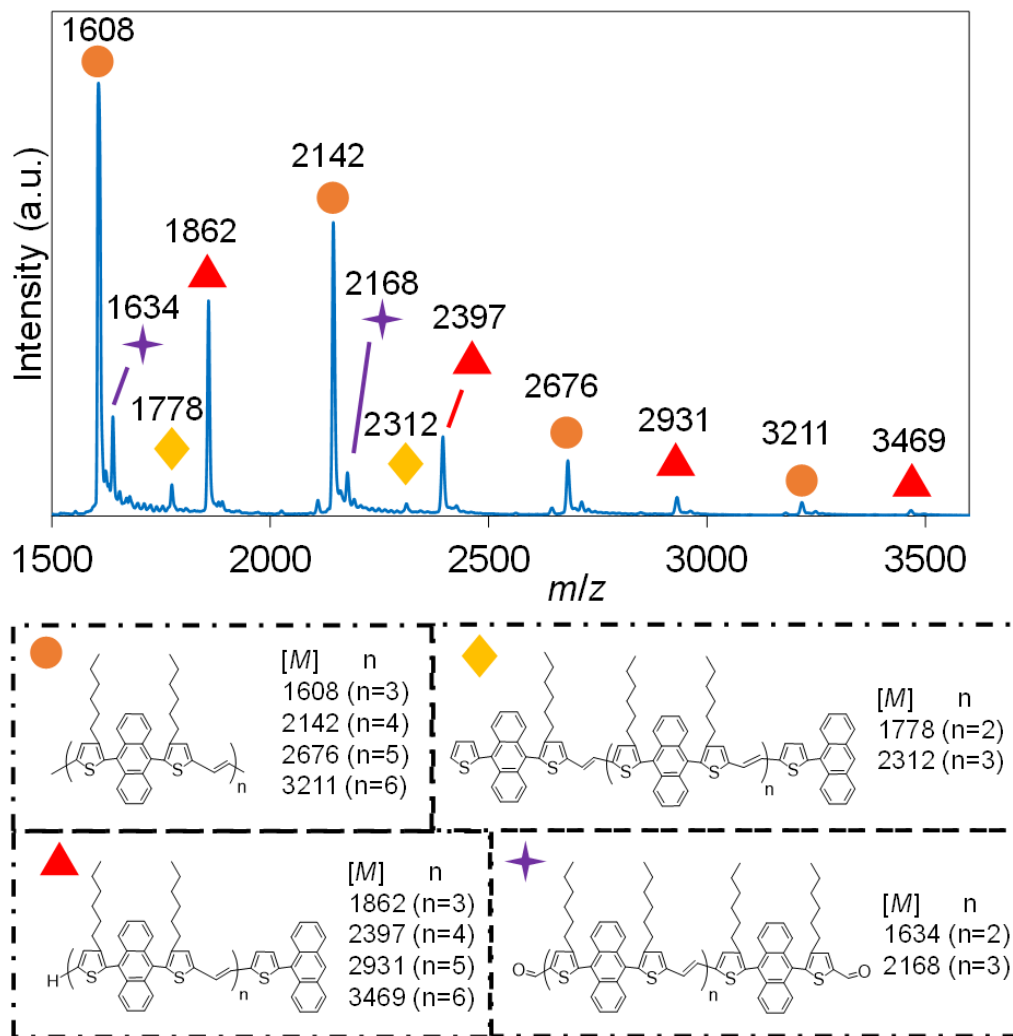 1608
2142
1862
2168
2397
1634
2676
1778
2312
2931
3211
3469
Intensity (a.u.)
1500 2000 2500 3000 3500
m/z
[M] n
1608 (n=3)
2142 (n=4)
2676 (n=5)
3211 (n=6)
S S n
[M] n
1778 (n=2)
2312 (n=3)
S S S S S n
[M] n
1862 (n=3)
2397 (n=4)
2931 (n=5)
3469 (n=6)
H S S n S
[M] n
1634 (n=2)
2168 (n=3)
O S S n S S O